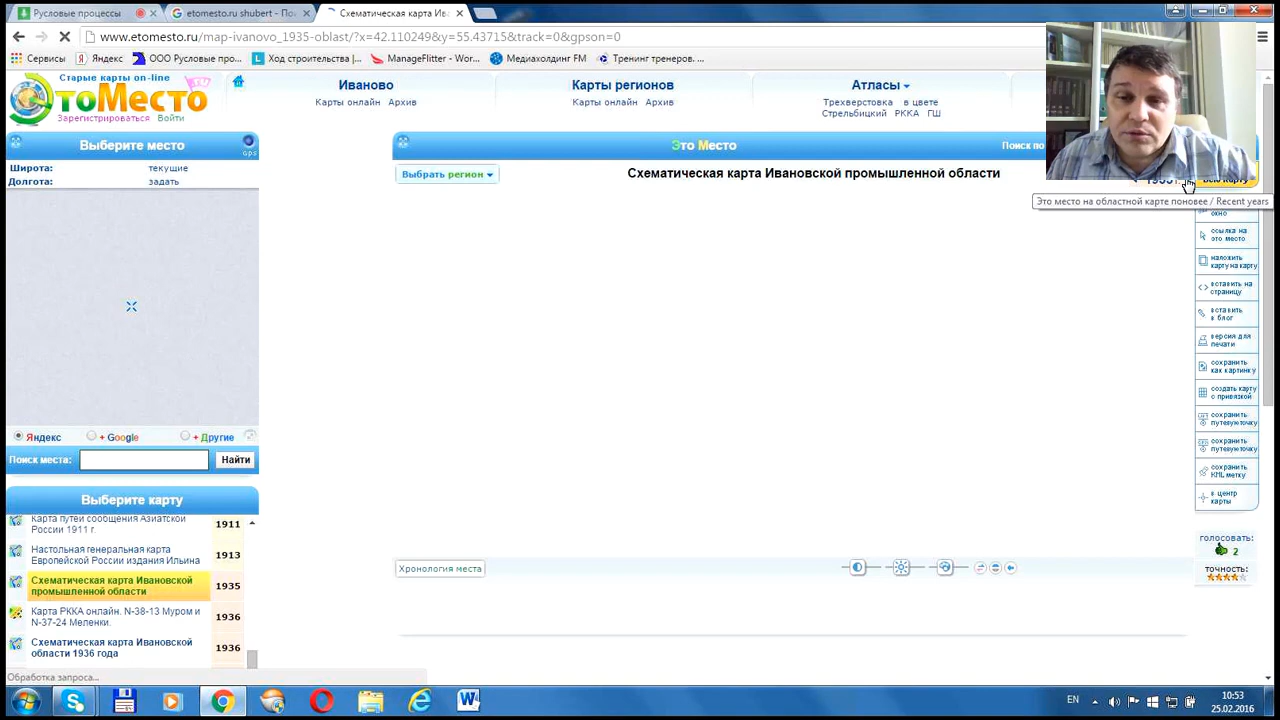 Русловые процессы
etomesto.ru shubert - По
Схематическая карта Ив
www.etomesto.ru/map-ivanovo_1935-oblast/?x=42.110249&y=55.43715&track=0&gpson=0
Сервисы
Яндекс
ООО Русловые про...
Ход строительства |...
ManageFlitter - Wor...
Медиахолдинг FM
Тренинг тренеров. ...
Старые карты on-line
ЭтоМесто
Зарегистрироваться Войти
Иваново
Карты онлайн Архив
Карты регионов
Карты онлайн Архив
Атласы
Трехверстовка в цвете
Стрельбицкий РККА ГШ
Выберите место
GPS
Это Место
Поиск по
Широта: текущие
Долгота: задать
Выбрать регион
Схематическая карта Ивановской промышленной области
1935
всю карту
Это место на областной карте поновее / Recent years
окно
ссылка на
это место
наложить
карту на карту
вставить на
страницу
вставить
в блог
версия для
печати
сохранить
как картинку
создать карту
с привязкой
сохранить
путевую точку
сохранить
путевую точку
сохранить
KML метку
в центр
карты
голосовать:
2
точность:
Яндекс
+ Google
+ Другие
Поиск места:
Найти
Выберите карту
Карта путей сообщения Азиатской
России 1911 г.
1911
Настольная генеральная карта
Европейской России издания Ильина
1913
Схематическая карта Ивановской
промышленной области
1935
Карта РККА онлайн. N-38-13 Муром и
N-37-24 Меленки.
1936
Схематическая карта Ивановской
области 1936 года
1936
Хронология места
Обработка запроса...
EN
10:53
25.02.2016